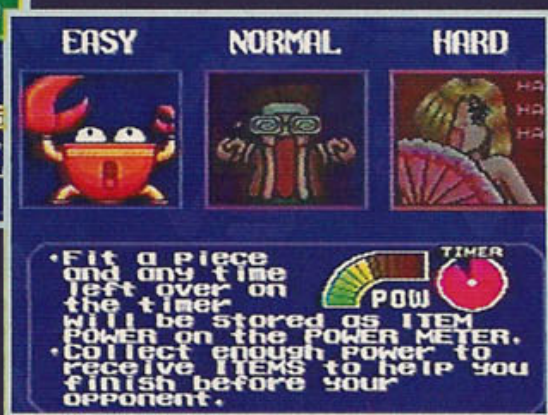 EASY NORMAL HARD
HA
HA
HA
•Fit a piece
and any time
left over on
the timer
TIMER
POW
will be stored as ITEM
POWER on the POWER METER.
•Collect enough power to
receive ITEMS to help you
finish before your
opponent.